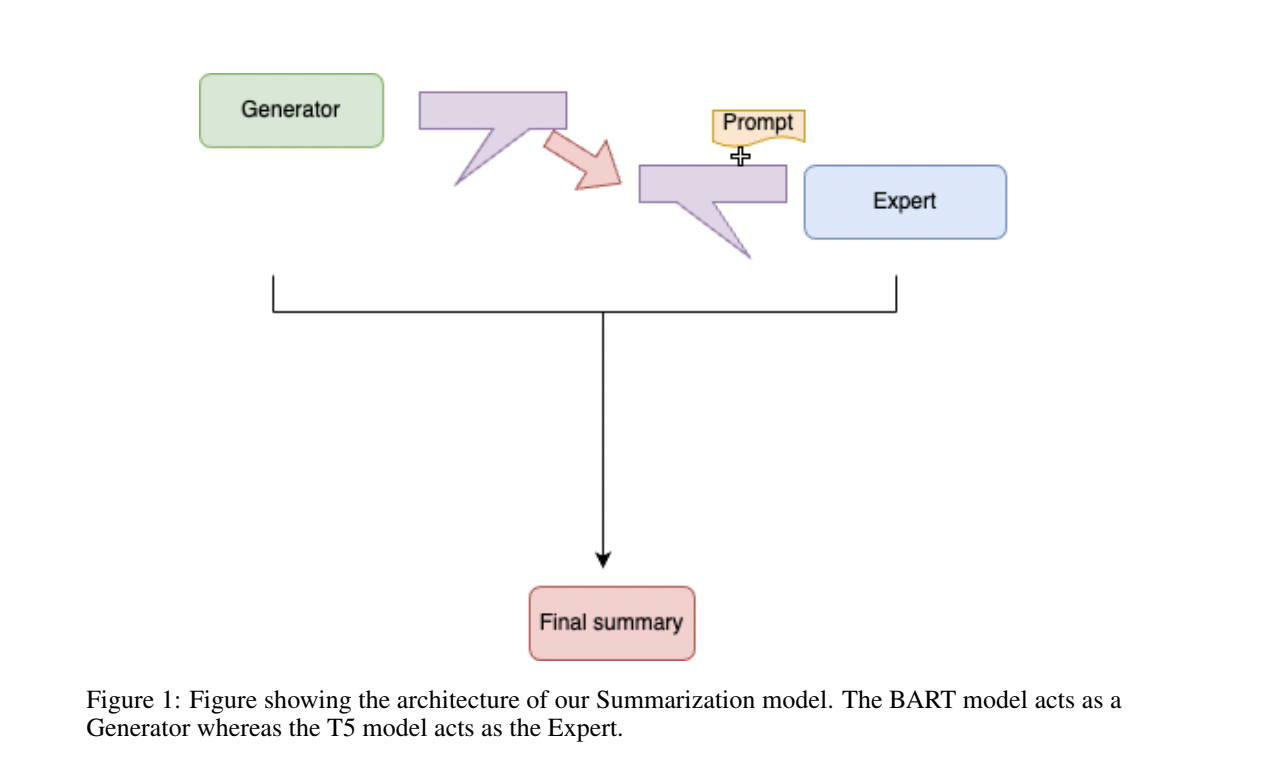 Generator
Prompt
Expert
Final summary
Figure 1: Figure showing the architecture of our Summarization model. The BART model acts as a
Generator whereas the T5 model acts as the Expert.